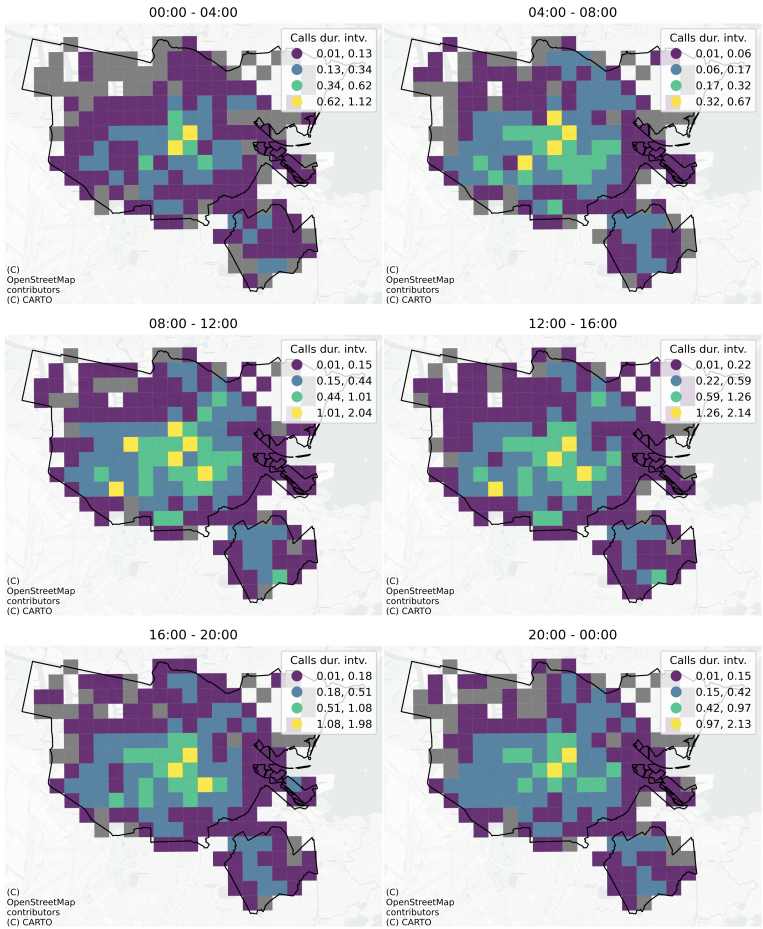 00:00 - 04:00
Calls dur. intv.
0.01, 0.13
0.13, 0.34
0.34, 0.62
0.62, 1.12
(C)
OpenStreetMap
contributors
(C) CARTO
04:00 - 08:00
Calls dur. intv.
0.01, 0.06
0.06, 0.17
0.17, 0.32
0.32, 0.67
(C)
OpenStreetMap
contributors
(C) CARTO
08:00 - 12:00
Calls dur. intv.
0.01, 0.15
0.15, 0.44
0.44, 1.01
1.01, 2.04
(C)
OpenStreetMap
contributors
(C) CARTO
12:00 - 16:00
Calls dur. intv.
0.01, 0.22
0.22, 0.59
0.59, 1.26
1.26, 2.14
(C)
OpenStreetMap
contributors
(C) CARTO
16:00 - 20:00
Calls dur. intv.
0.01, 0.18
0.18, 0.51
0.51, 1.08
1.08, 1.98
(C)
OpenStreetMap
contributors
(C) CARTO
20:00 - 00:00
Calls dur. intv.
0.01, 0.15
0.15, 0.42
0.42, 0.97
0.97, 2.13
(C)
OpenStreetMap
contributors
(C) CARTO